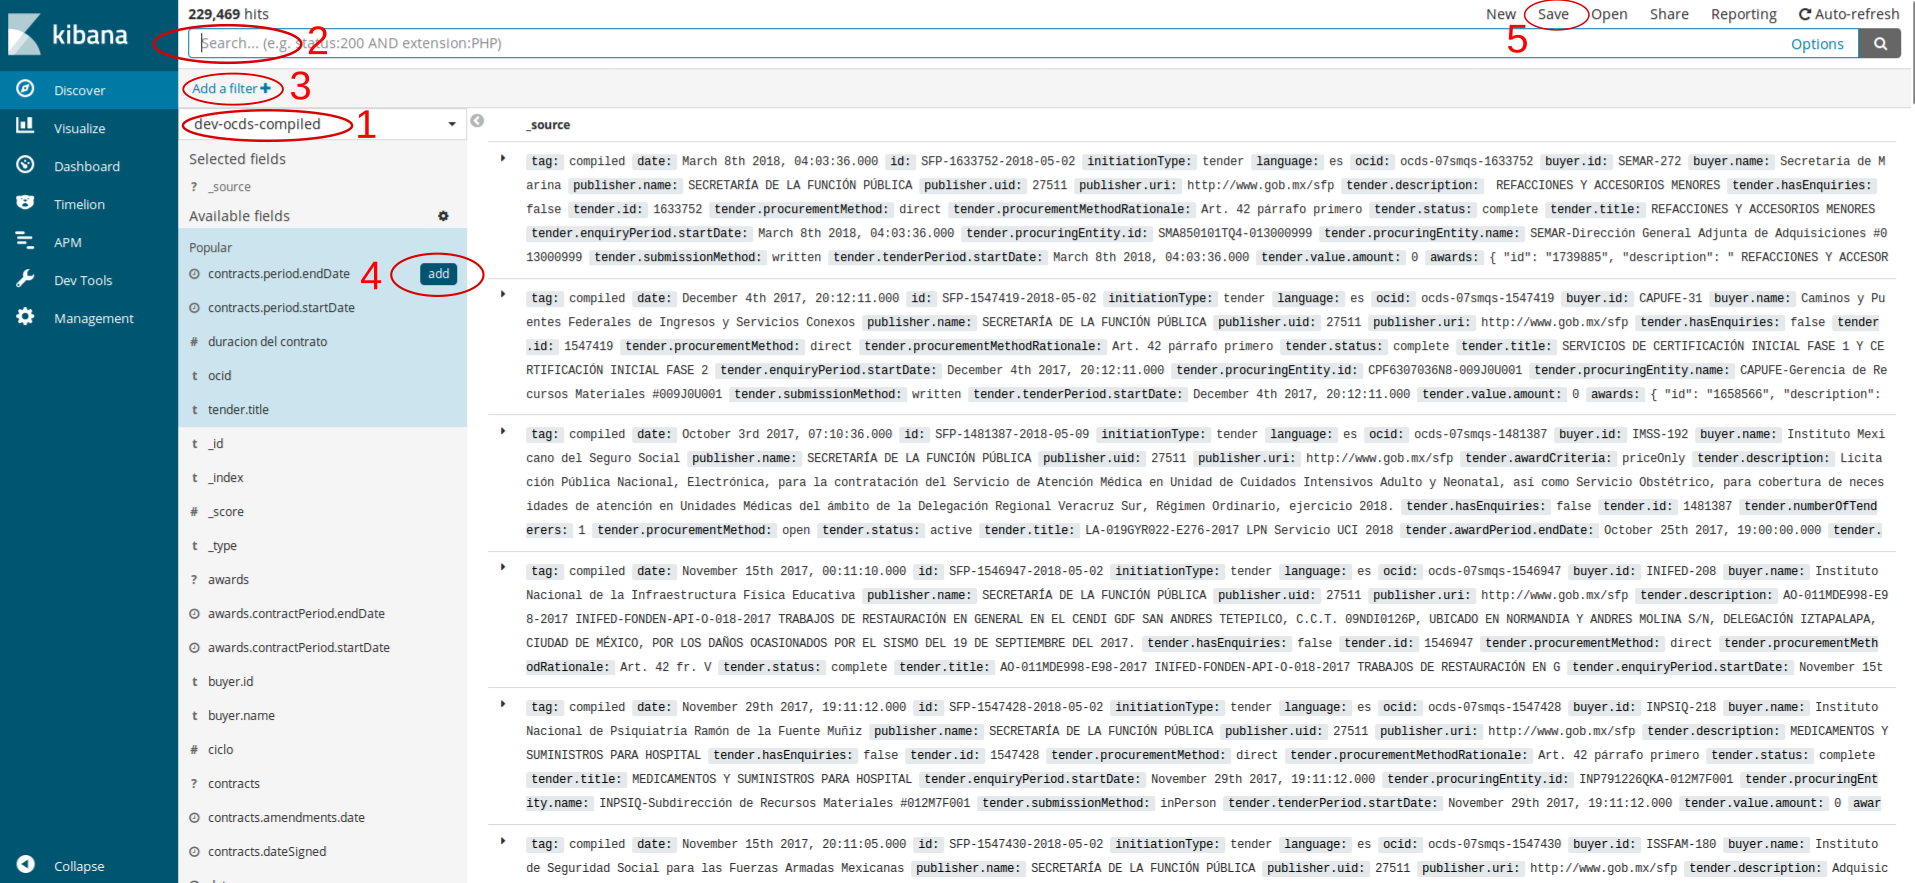 229,469 hits
New Save Open Share Reporting Auto-refresh
kibana
Search... (e.g. status:200 AND extension:PHP)
2
5
Options
Add a filter
3
dev-ocds-compiled
1
Discover
Visualize
Dashboard
Timelion
APM
Dev Tools
Management
Collapse
Selected fields
? _source
Available fields
Popular
contracts.period.endDate
4
add
contracts.period.startDate
# duracion del contrato
t ocid
t tender.title
t _id
t _index
# _score
t _type
? awards
awards.contractPeriod.endDate
awards.contractPeriod.startDate
t buyer.id
t buyer.name
# ciclo
? contracts
contracts.amendments.date
contracts.dateSigned
_source
tag: compiled date: March 8th 2018, 04:03:36.000 id: SFP-1633752-2018-05-02 initiationType: tender language: es ocid: ocds-07smqs-1633752 buyer.id: SEMAR-272 buyer.name: Secretaría de M
arina publisher.name: SECRETARÍA DE LA FUNCIÓN PÚBLICA publisher.uid: 27511 publisher.uri: http://www.gob.mx/sfp tender.description: REFACCIONES Y ACCESORIOS MENORES tender.hasEnquiries:
false tender.id: 1633752 tender.procurementMethod: direct tender.procurementMethodRationale: Art. 42 párrafo primero tender.status: complete tender.title: REFACCIONES Y ACCESORIOS MENORES
tender.enquiryPeriod.startDate: March 8th 2018, 04:03:36.000 tender.procuringEntity.id: SMA850101TQ4-013000999 tender.procuringEntity.name: SEMAR-Dirección General Adjunta de Adquisiciones #0
13000999 tender.submissionMethod: written tender.tenderPeriod.startDate: March 8th 2018, 04:03:36.000 tender.value.amount: 0 awards: { "id": "1739885", "description": " REFACCIONES Y ACCESOR
tag: compiled date: December 4th 2017, 20:12:11.000 id: SFP-1547419-2018-05-02 initiationType: tender language: es ocid: ocds-07smqs-1547419 buyer.id: CAPUFE-31 buyer.name: Caminos y Pu
entes Federales de Ingresos y Servicios Conexos publisher.name: SECRETARÍA DE LA FUNCIÓN PÚBLICA publisher.uid: 27511 publisher.uri: http://www.gob.mx/sfp tender.hasEnquiries: false tender
.id: 1547419 tender.procurementMethod: direct tender.procurementMethodRationale: Art. 42 párrafo primero tender.status: complete tender.title: SERVICIOS DE CERTIFICACIÓN INICIAL FASE 1 Y CE
RTIFICACIÓN INICIAL FASE 2 tender.enquiryPeriod.startDate: December 4th 2017, 20:12:11.000 tender.procuringEntity.id: CPF6307036N8-009J0U001 tender.procuringEntity.name: CAPUFE-Gerencia de Re
cursos Materiales #009J0U001 tender.submissionMethod: written tender.tenderPeriod.startDate: December 4th 2017, 20:12:11.000 tender.value.amount: 0 awards: { "id": "1658566", "description":
tag: compiled date: October 3rd 2017, 07:10:36.000 id: SFP-1481387-2018-05-09 initiationType: tender language: es ocid: ocds-07smqs-1481387 buyer.id: IMSS-192 buyer.name: Instituto Mexi
cano del Seguro Social publisher.name: SECRETARÍA DE LA FUNCIÓN PÚBLICA publisher.uid: 27511 publisher.uri: http://www.gob.mx/sfp tender.awardCriteria: priceOnly tender.description: Licita
ción Pública Nacional, Electrónica, para la contratación del Servicio de Atención Médica en Unidad de Cuidados Intensivos Adulto y Neonatal, así como Servicio Obstétrico, para cobertura de neces
idades de atención en Unidades Médicas del ámbito de la Delegación Regional Veracruz Sur, Régimen Ordinario, ejercicio 2018. tender.hasEnquiries: false tender.id: 1481387 tender.numberOfTend
erers: 1 tender.procurementMethod: open tender.status: active tender.title: LA-019GYR022-E276-2017 LPN Servicio UCI 2018 tender.awardPeriod.endDate: October 25th 2017, 19:00:00.000 tender.
tag: compiled date: November 15th 2017, 00:11:10.000 id: SFP-1546947-2018-05-02 initiationType: tender language: es ocid: ocds-07smqs-1546947 buyer.id: INIFED-208 buyer.name: Instituto
Nacional de la Infraestructura Física Educativa publisher.name: SECRETARÍA DE LA FUNCIÓN PÚBLICA publisher.uid: 27511 publisher.uri: http://www.gob.mx/sfp tender.description: AO-011MDE998-E9
8-2017 INIFED-FONDEN-API-O-018-2017 TRABAJOS DE RESTAURACIÓN EN GENERAL EN EL CENDI GDF SAN ANDRES TETEPILCO, C.C.T. 09NDI0126P, UBICADO EN NORMANDIA Y ANDRES MOLINA S/N, DELEGACIÓN IZTAPALAPA,
CIUDAD DE MÉXICO, POR LOS DAÑOS OCASIONADOS POR EL SISMO DEL 19 DE SEPTIEMBRE DEL 2017. tender.hasEnquiries: false tender.id: 1546947 tender.procurementMethod: direct tender.procurementMeth
odRationale: Art. 42 fr. V tender.status: complete tender.title: AO-011MDE998-E98-2017 INIFED-FONDEN-API-O-018-2017 TRABAJOS DE RESTAURACIÓN EN G tender.enquiryPeriod.startDate: November 15t
tag: compiled date: November 29th 2017, 19:11:12.000 id: SFP-1547428-2018-05-02 initiationType: tender language: es ocid: ocds-07smqs-1547428 buyer.id: INPSIQ-218 buyer.name: Instituto
Nacional de Psiquiatría Ramón de la Fuente Muñiz publisher.name: SECRETARÍA DE LA FUNCIÓN PÚBLICA publisher.uid: 27511 publisher.uri: http://www.gob.mx/sfp tender.description: MEDICAMENTOS Y
SUMINISTROS PARA HOSPITAL tender.hasEnquiries: false tender.id: 1547428 tender.procurementMethod: direct tender.procurementMethodRationale: Art. 42 párrafo primero tender.status: complete
tender.title: MEDICAMENTOS Y SUMINISTROS PARA HOSPITAL tender.enquiryPeriod.startDate: November 29th 2017, 19:11:12.000 tender.procuringEntity.id: INP791226QKA-012M7F001 tender.procuringEnt
ity.name: INPSIQ-Subdirección de Recursos Materiales #012M7F001 tender.submissionMethod: inPerson tender.tenderPeriod.startDate: November 29th 2017, 19:11:12.000 tender.value.amount: 0 awar
tag: compiled date: November 15th 2017, 20:11:05.000 id: SFP-1547430-2018-05-02 initiationType: tender language: es ocid: ocds-07smqs-1547430 buyer.id: ISSFAM-180 buyer.name: Instituto
de Seguridad Social para las Fuerzas Armadas Mexicanas publisher.name: SECRETARÍA DE LA FUNCIÓN PÚBLICA publisher.uid: 27511 publisher.uri: http://www.gob.mx/sfp tender.description: Adquisic